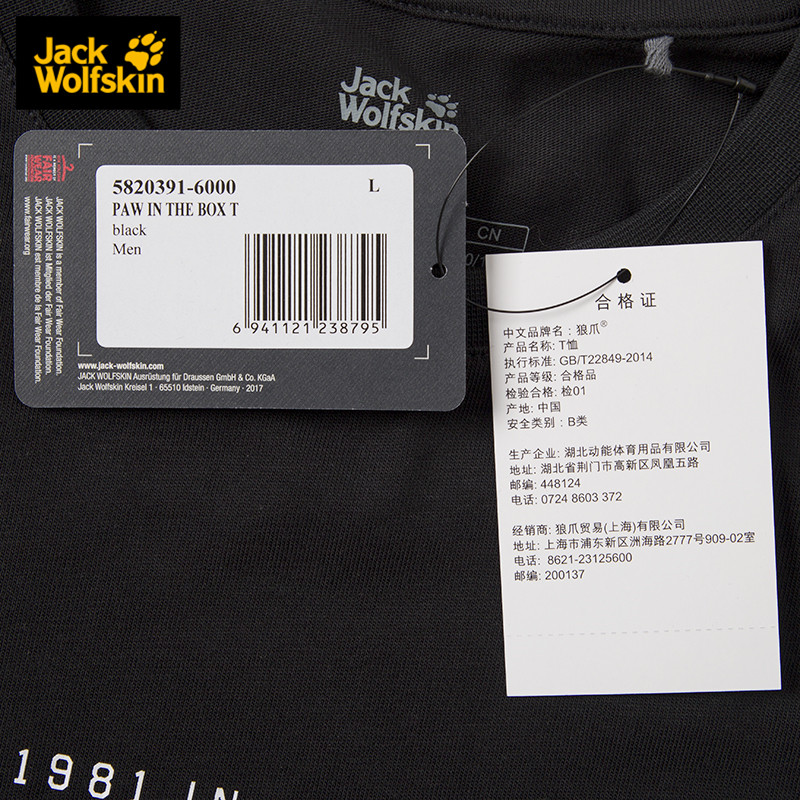 Jack
Wolfskin
Jack
Wolfskin
FAIR
WEAR
JACK WOLFSKIN is a member of Fair Wear Foundation.
JACK WOLFSKIN ist Mitglied der Fair Wear Foundation.
JACK WOLFSKIN est membre de la Fair Wear Foundation.
www.fairwear.org
5820391-6000 L
PAW IN THE BOX T
black
Men
6 941121 238795
www.jack-wolfskin.com
JACK WOLFSKIN Ausrüstung für Draussen GmbH & Co. KGaA
Jack Wolfskin Kreisel 1 · 65510 Idstein - Germany · 2017
CN
合格证
中文品牌名：狼爪®
产品名称: T恤
执行标准: GB/T22849-2014
产品等级: 合格品
检验合格: 检01
产地: 中国
安全类别：B类
生产企业: 湖北动能体育用品有限公司
地址: 湖北省荆门市高新区凤凰五路
邮编: 448124
电话: 0724 8603 372
经销商: 狼爪贸易(上海)有限公司
地址: 上海市浦东新区洲海路2777号909-02室
电话: 8621-23125600
邮编: 200137
1981 IN